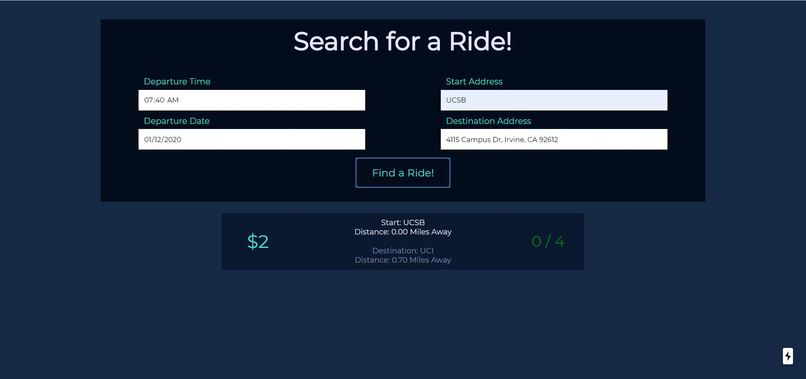 Search for a Ride!
Departure Time
07:40 AM
Departure Date
01/12/2020
Start Address
UCSB
Destination Address
4115 Campus Dr, Irvine, CA 92612
Find a Ride!
$2
Start: UCSB
Distance: 0.00 Miles Away
Destination: UCI
Distance: 0.70 Miles Away
0 / 4